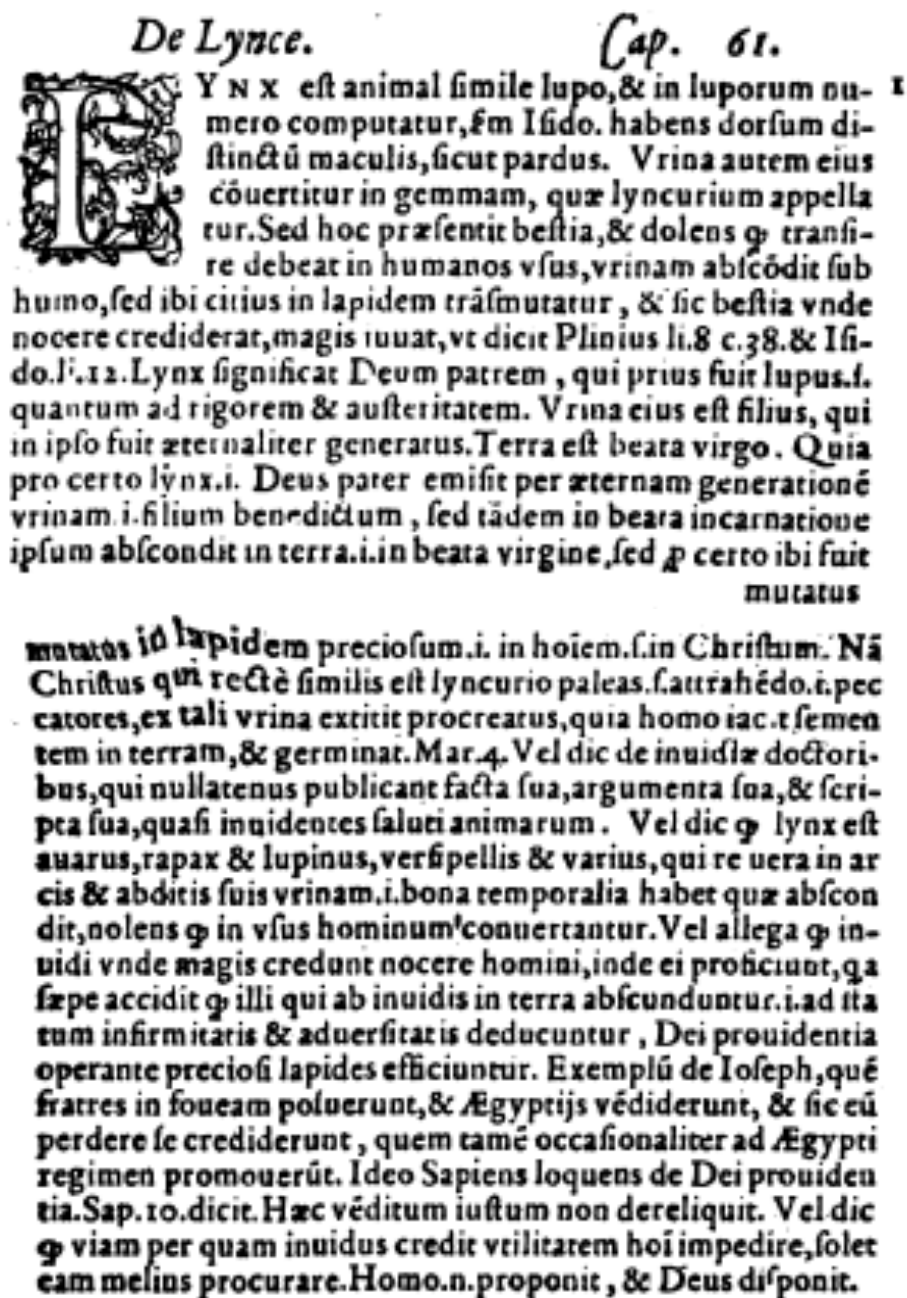 De Lynce. Cap. 61.
LYNX eſt animal ſimile lupo,& in luporum nu- 1
mero computatur,ẜm Iſido. habens dorſum di-
ſtinctū maculis,ſicut pardus. Vrina autem eius
cōuertitur in gemmam, quæ lyncurium appella
tur.Sed hoc præſentit beſtia,& dolens ꝙ tranſi-
re debeat in humanos vſus,vrinam abſcōdit ſub
humo,ſed ibi citius in lapidem trāſmutatur, & ſic beſtia vnde
nocere crediderat,magis iuuat,vt dicit Plinius li.8 c.38.& Iſi-
do.li.12.Lynx ſignificat Deum patrem, qui prius fuit lupus.ſ.
quantum ad rigorem & auſteritatem. Vrina eius eſt filius, qui
in ipſo fuit æternaliter generatus.Terra eſt beata virgo. Quia
pro certo lynx.i. Deus pater emiſit per æternam generationē
vrinam.i.filium benedictum, ſed tādem in beata incarnatione
ipſum abſcondit in terra.i.in beata virgine,ſed ꝓ certo ibi fuit
mutatus
mutatus in lapidem precioſum.i. in hoīem.ſ.in Chriſtum. Nā
Chriſtus qui rectè ſimilis eſt lyncurio paleas.ſ.attrahēdo.i.pec
catores,ex tali vrina extitit procreatus,quia homo iacit ſemen
tem in terram,& germinat.Mar.4.Vel dic de inuidiæ doctori-
bus,qui nullatenus publicant facta ſua,argumenta ſua,& ſcri-
pta ſua,quaſi inuidentes ſaluti animarum. Vel dic ꝙ lynx eſt
auarus,rapax & lupinus,verſipellis & varius,qui re uera in ar
cis & abditis ſuis vrinam.i.bona temporalia habet quæ abſcon
dit,nolens ꝙ in vſus hominum conuertantur.Vel allega ꝙ in-
uidi vnde magis credunt nocere homini,inde ei proficiunt,qa
ſæpe accidit ꝙ illi qui ab inuidis in terra abſcunduntur.i.ad ſta
tum infirmitatis & aduerſitatis deducuntur, Dei prouidentia
operante precioſi lapides efficiuntur. Exemplū de Ioſeph,quē
fratres in foueam poſuerunt,& Ægyptijs vēdiderunt, & ſic eū
perdere ſe crediderunt, quem tamē occaſionaliter ad Ægypti
regimen promouerūt. Ideo Sapiens loquens de Dei prouiden
tia.Sap.10.dicit.Hæc vēditum iuſtum non dereliquit. Vel dic
ꝙ viam per quam inuidus credit vtilitatem hoī impedire,ſolet
eam melius procurare.Homo.n.proponit, & Deus diſponit.